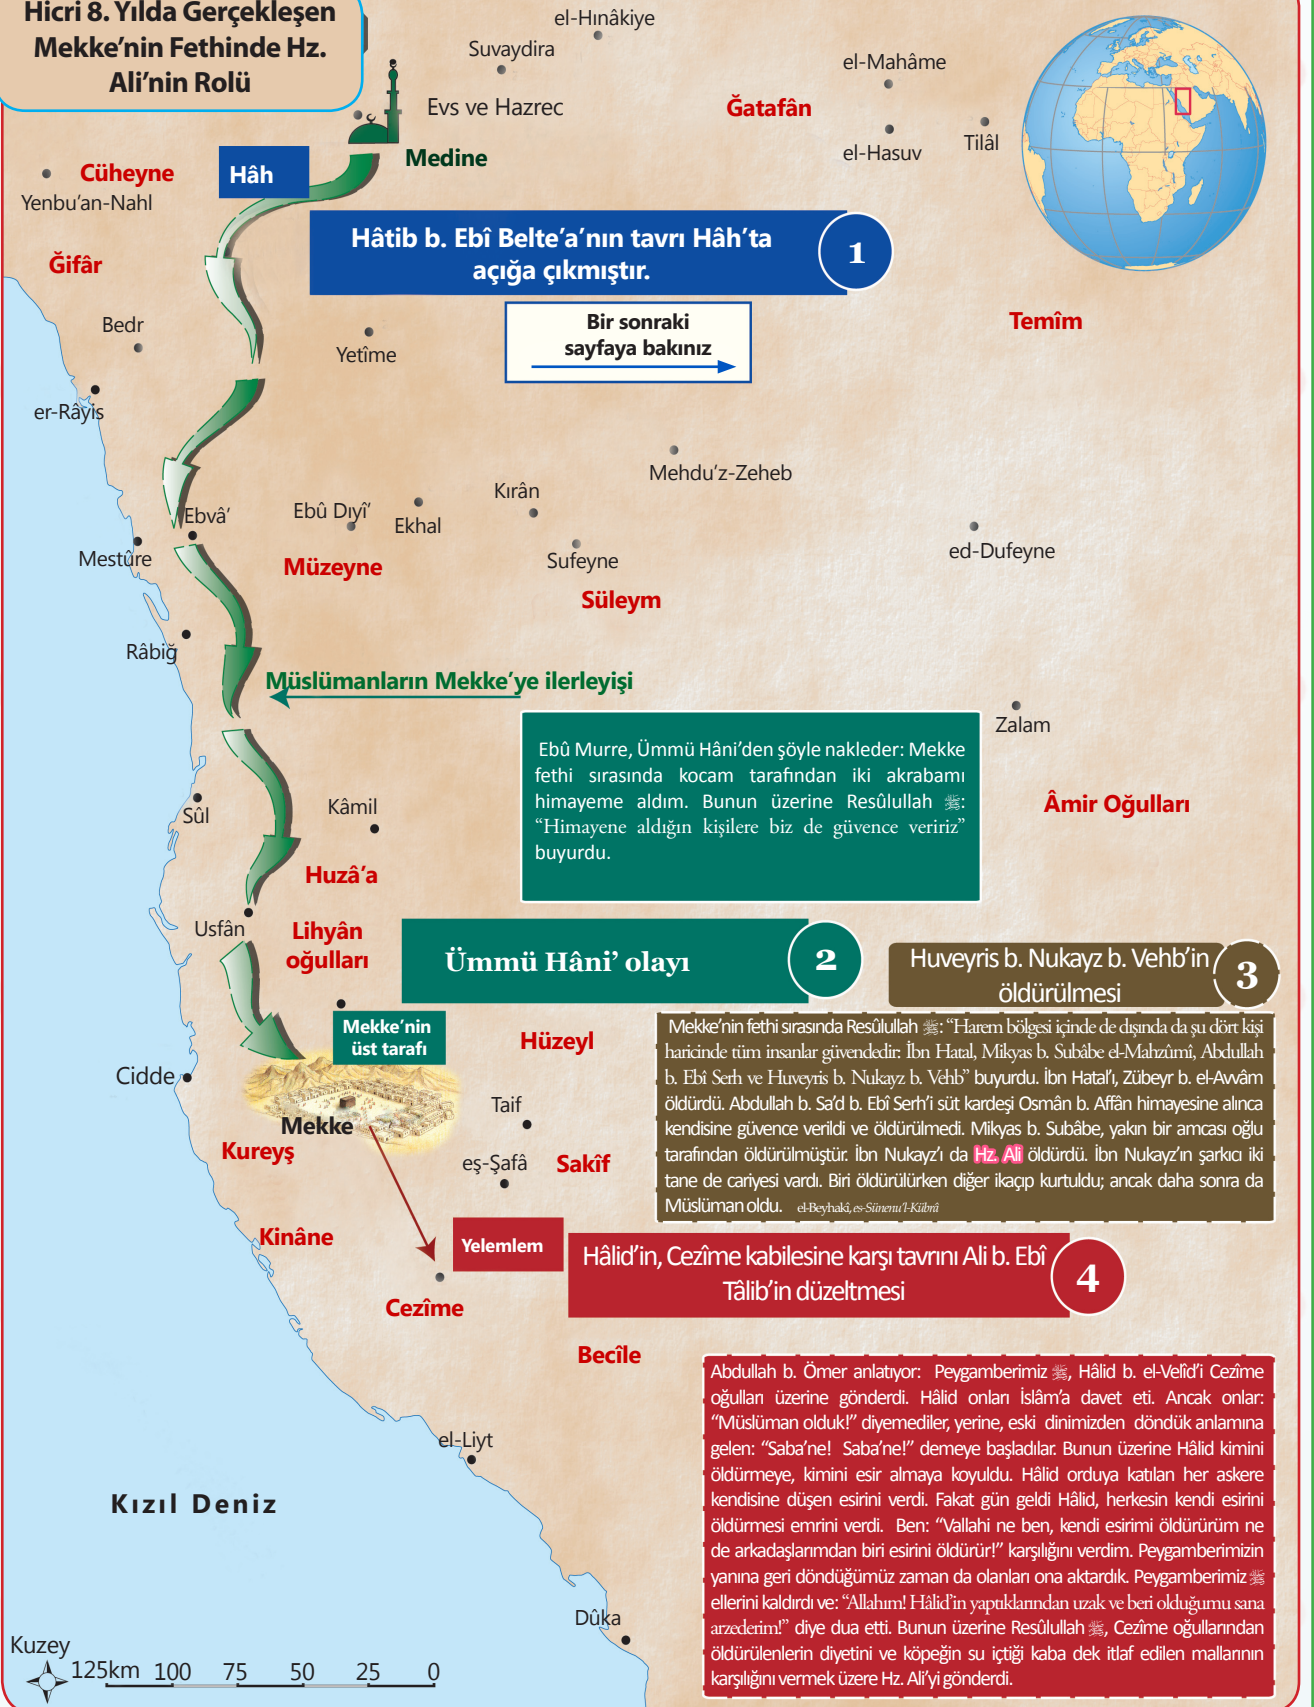 Hicri 8. Yılda Gerçekleşen
Mekke’nin Fethinde Hz.
Ali’nin Rolü
el-Hınâkiye
Suvaydira
el-Mahâme
Evs ve Hazrec
Ğatafân
Tilâl
el-Hasuv
Medine
Cüheyne
Hâh
Yenbu’an-Nahl
Hâtib b. Ebî Belte’a’nın tavrı Hâh’ta
açığa çıkmıştır.
1
Ğifâr
Bir sonraki
sayfaya bakınız
Temîm
Bedr
Yetîme
er-Râyis
Mehdu’z-Zeheb
Kırân
Ebvâ’
Ebû Dıyî’
Ekhal
Mestûre
Müzeyne
Sufeyne
ed-Dufeyne
Süleym
Râbiğ
Müslümanların Mekke’ye ilerleyişi
Zalam
Ebû Murre, Ümmü Hâni’den şöyle nakleder: Mekke
fethi sırasında kocam tarafından iki akrabamı
himayeme aldım. Bunun üzerine Resûlullah ﷺ:
“Himayene aldığın kişilere biz de güvence veririz”
buyurdu.
Sûl
Kâmil
Âmir Oğulları
Huzâ’a
Usfân
Lihyân
oğulları
Ümmü Hâni’ olayı
2
Huveyris b. Nukayz b. Vehb’in
öldürülmesi
3
Mekke’nin
üst tarafı
Hüzeyl
Mekke’nin fethi sırasında Resûlullah ﷺ: “Harem bölgesi içinde de dışında da şu dört kişi
haricinde tüm insanlar güvendedir: İbn Hatal, Mikyas b. Subâbe el-Mahzûmî, Abdullah
b. Ebî Serh ve Huveyris b. Nukayz b. Vehb” buyurdu. İbn Hatal’ı, Zübeyr b. el-Avvâm
öldürdü. Abdullah b. Sa’d b. Ebî Serh’i süt kardeşi Osmân b. Affân himayesine alınca
kendisine güvence verildi ve öldürülmedi. Mikyas b. Subâbe, yakın bir amcası oğlu
tarafından öldürülmüştür. İbn Nukayz’ı da Hz. Ali öldürdü. İbn Nukayz’ın şarkıcı iki
tane de cariyesi vardı. Biri öldürülürken diğer ikaçıp kurtuldu; ancak daha sonra da
Müslüman oldu. el-Beyhakî, es-Sünenu’l-Kübrâ
Cidde
Mekke
Taif
Kureyş
eş-Şafâ
Sakîf
Kinâne
Yelemlem
Hâlid’in, Cezîme kabilesine karşı tavrını Ali b. Ebî
Tâlib’in düzeltmesi
4
Cezîme
Becîle
Abdullah b. Ömer anlatıyor: Peygamberimiz ﷺ, Hâlid b. el-Velîd’i Cezîme
oğulları üzerine gönderdi. Hâlid onları İslâm’a davet eti. Ancak onlar:
“Müslüman olduk!” diyemediler, yerine, eski dinimizden döndük anlamına
gelen: “Saba’ne! Saba’ne!” demeye başladılar. Bunun üzerine Hâlid kimini
öldürmeye, kimini esir almaya koyuldu. Hâlid orduya katılan her askere
kendisine düşen esirini verdi. Fakat gün geldi Hâlid, herkesin kendi esirini
öldürmesi emrini verdi. Ben: “Vallahi ne ben, kendi esirimi öldürürüm ne
de arkadaşlarımdan biri esirini öldürür!” karşılığını verdim. Peygamberimizin
yanına geri döndüğümüz zaman da olanları ona aktardık. Peygamberimiz ﷺ
ellerini kaldırdı ve: “Allahım! Hâlid’in yaptıklarından uzak ve beri olduğumu sana
arzederim!” diye dua etti. Bunun üzerine Resûlullah ﷺ, Cezîme oğullarından
öldürülenlerin diyetini ve köpeğin su içtiği kaba dek itlaf edilen mallarının
karşılığını vermek üzere Hz. Ali’yi gönderdi.
el-Liyt
Kızıl Deniz
Dûka
Kuzey
125km 100 75 50 25 0